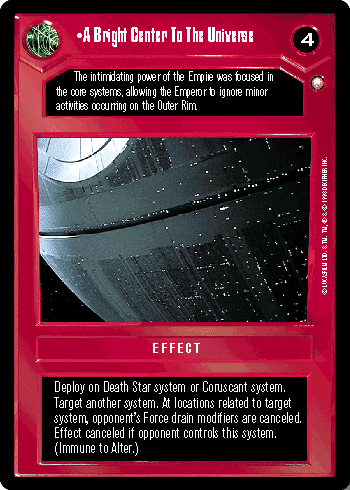 •A Bright Center To The Universe
4
The intimidating power of the Empire was focused in
the core systems, allowing the Emperor to ignore minor
activities occurring on the Outer Rim.
EFFECT
Deploy on Death Star system or Coruscant system.
Target another system. At locations related to target
system, opponent's Force drain modifiers are canceled.
Effect canceled if opponent controls this system.
(Immune to Alter.)